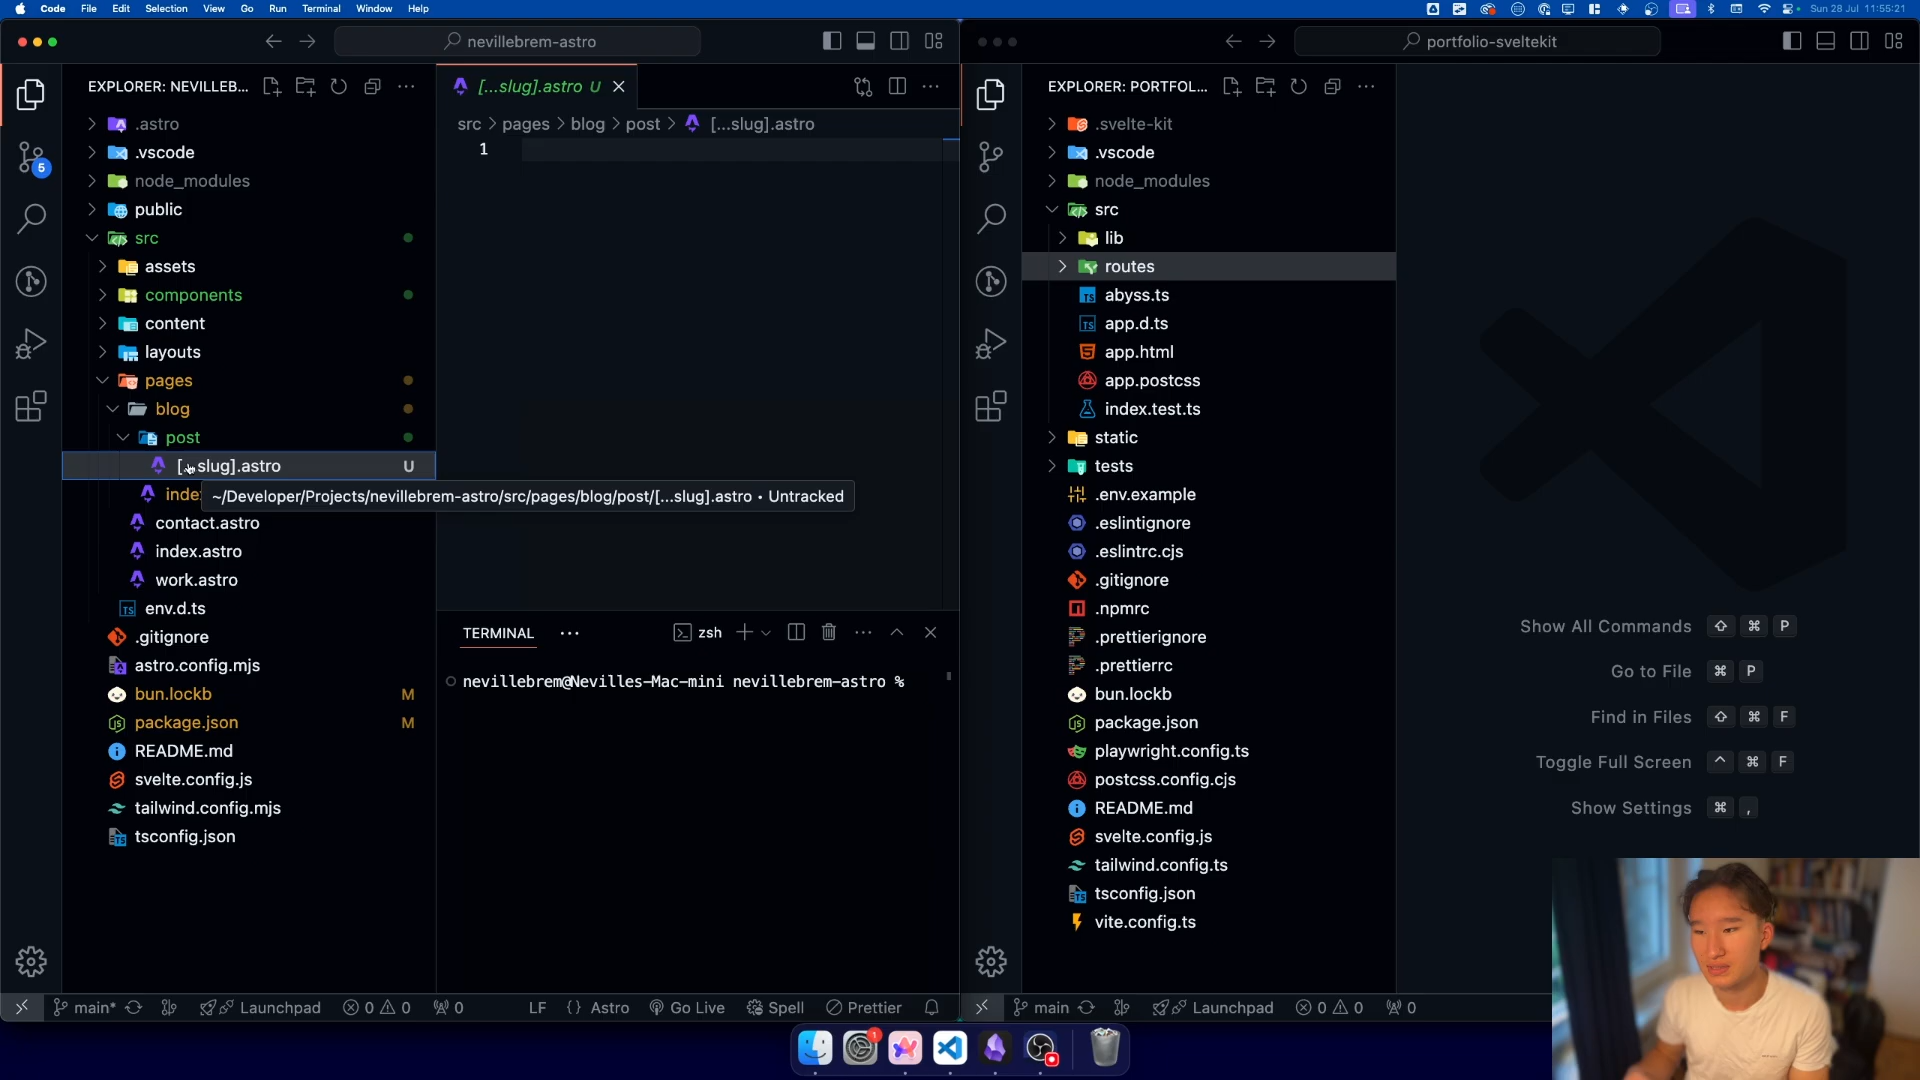 Code File Edit Selection View Go Run Terminal Window Help
Sun 28 Jul 11:55:21
nevillebrem-astro
EXPLORER: NEVILLEB...
.astro
.vscode
node_modules
public
src
assets
components
content
layouts
pages
blog
post
[...slug].astro U
inde
contact.astro
index.astro
work.astro
env.d.ts
.gitignore
astro.config.mjs
bun.lockb M
package.json M
README.md
svelte.config.js
tailwind.config.mjs
tsconfig.json
5
~/Developer/Projects/nevillebrem-astro/src/pages/blog/post/[...slug].astro • Untracked
[...slug].astro U
src > pages > blog > post > [...slug].astro
1
TERMINAL
zsh
nevillebrem@Nevilles-Mac-mini nevillebrem-astro %
main* Launchpad 0 0 0 LF {} Astro Go Live Spell Prettier
portfolio-sveltekit
EXPLORER: PORTFOL...
.svelte-kit
.vscode
node_modules
src
lib
routes
abyss.ts
app.d.ts
app.html
app.postcss
index.test.ts
static
tests
.env.example
.eslintignore
.eslintrc.cjs
.gitignore
.npmrc
.prettierignore
.prettierrc
bun.lockb
package.json
playwright.config.ts
postcss.config.cjs
README.md
svelte.config.js
tailwind.config.ts
tsconfig.json
vite.config.ts
Show All Commands ⇧ ⌘ P
Go to File ⌘ P
Find in Files ⇧ ⌘ F
Toggle Full Screen ^ ⌘ F
Show Settings ⌘ ,
main Launchpad 0 0 0
1